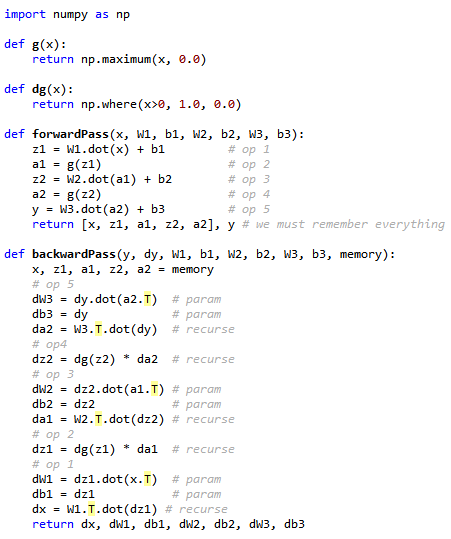 import numpy as np
def g(x):
    return np.maximum(x, 0.0)
def dg(x):
    return np.where(x>0, 1.0, 0.0)
def forwardPass(x, W1, b1, W2, b2, W3, b3):
    z1 = W1.dot(x) + b1         # op 1
    a1 = g(z1)                  # op 2
    z2 = W2.dot(a1) + b2        # op 3
    a2 = g(z2)                  # op 4
    y = W3.dot(a2) + b3         # op 5
    return [x, z1, a1, z2, a2], y # we must remember everything
def backwardPass(y, dy, W1, b1, W2, b2, W3, b3, memory):
    x, z1, a1, z2, a2 = memory
    # op 5
    dW3 = dy.dot(a2.T)  # param
    db3 = dy            # param
    da2 = W3.T.dot(dy)  # recurse
    # op4
    dz2 = dg(z2) * da2  # recurse
    # op 3
    dW2 = dz2.dot(a1.T) # param
    db2 = dz2           # param
    da1 = W2.T.dot(dz2) # recurse
    # op 2
    dz1 = dg(z1) * da1  # recurse
    # op 1
    dW1 = dz1.dot(x.T)  # param
    db1 = dz1           # param
    dx = W1.T.dot(dz1) # recurse
    return dx, dW1, db1, dW2, db2, dW3, db3